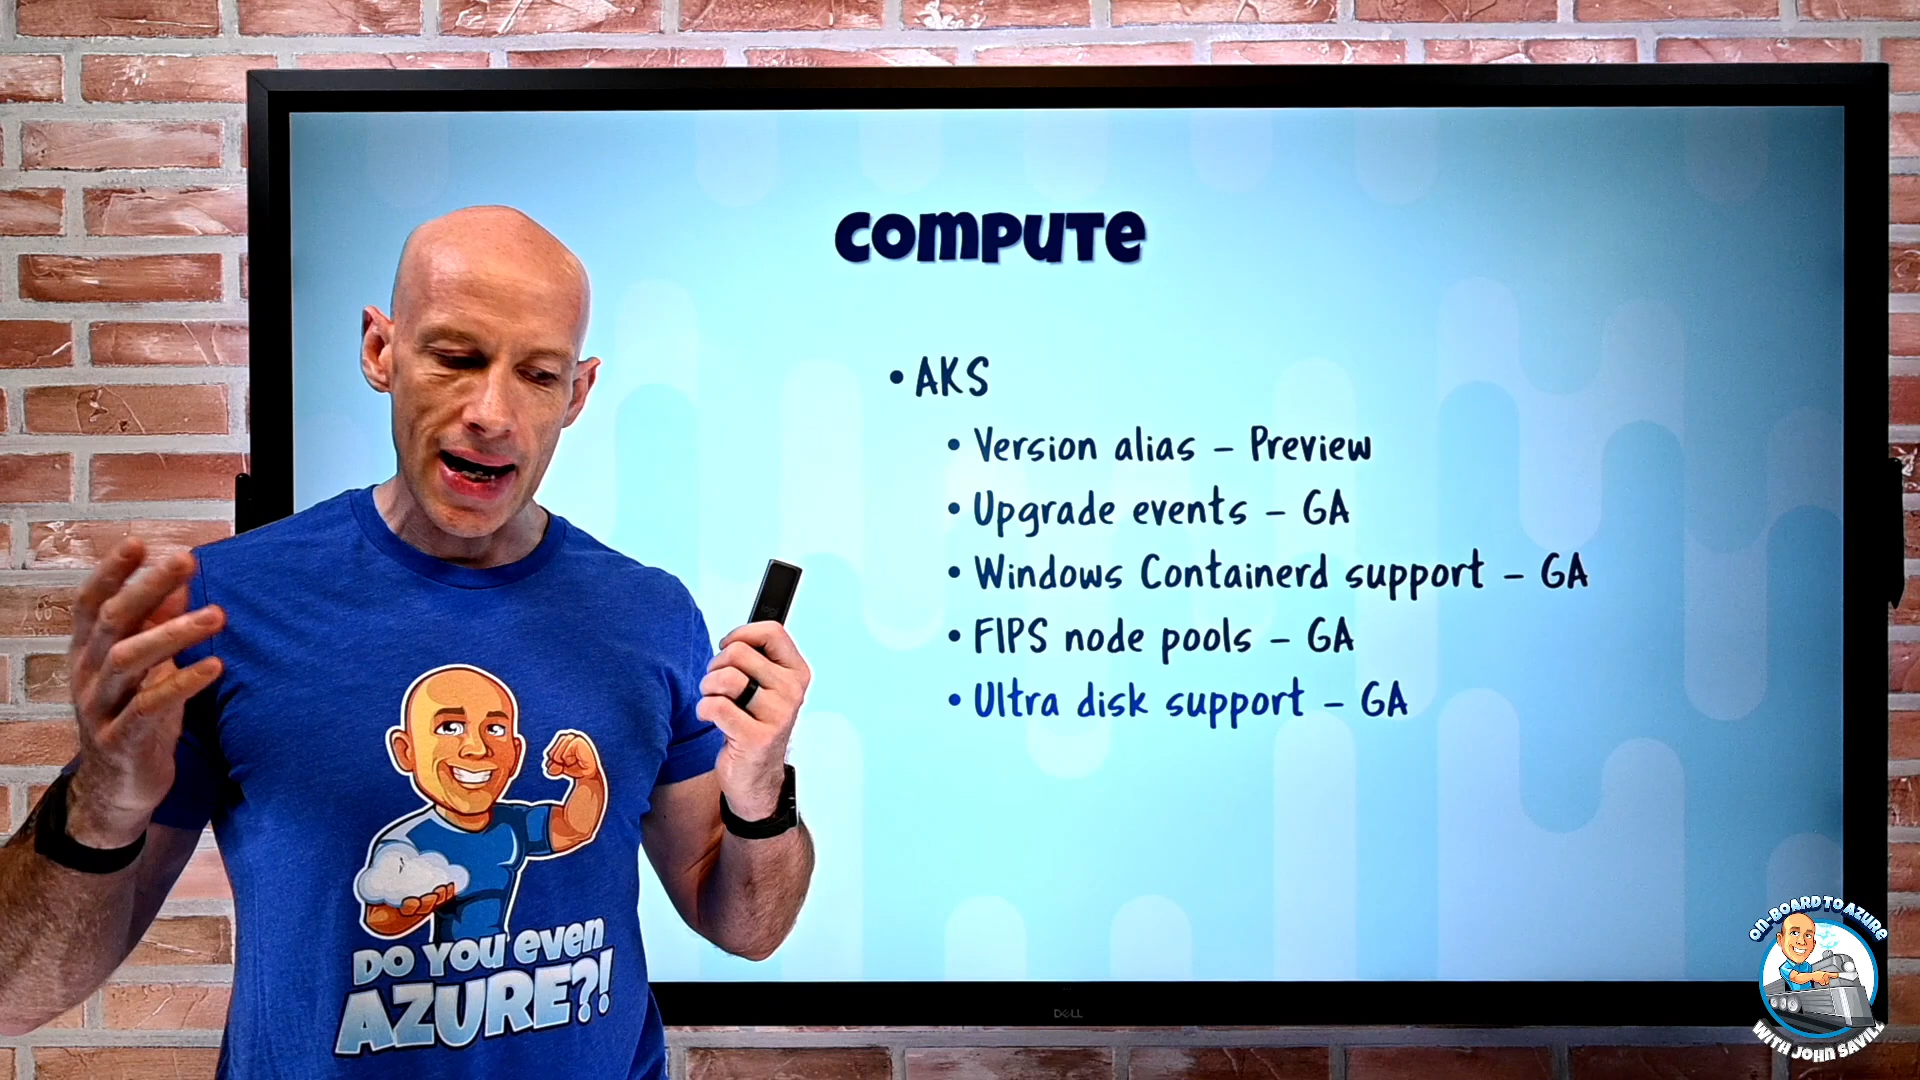 Compute
• AKS
• Version alias – Preview
• Upgrade events – GA
• Windows Containerd support – GA
• FIPS node pools – GA
• Ultra disk support – GA
logi
DO YOU even
AZURE?!
DELL
ON-BOARD TO AZURE
WITH JOHN SAVILL